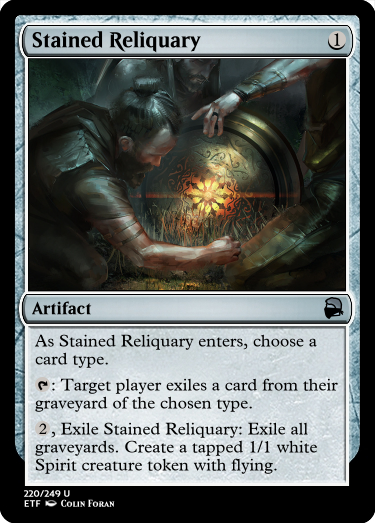 Stained Reliquary 1
Artifact
As Stained Reliquary enters, choose a
card type.
: Target player exiles a card from their
graveyard of the chosen type.
2, Exile Stained Reliquary: Exile all
graveyards. Create a tapped 1/1 white
Spirit creature token with flying.
220/249 U
ETF Colin Foran